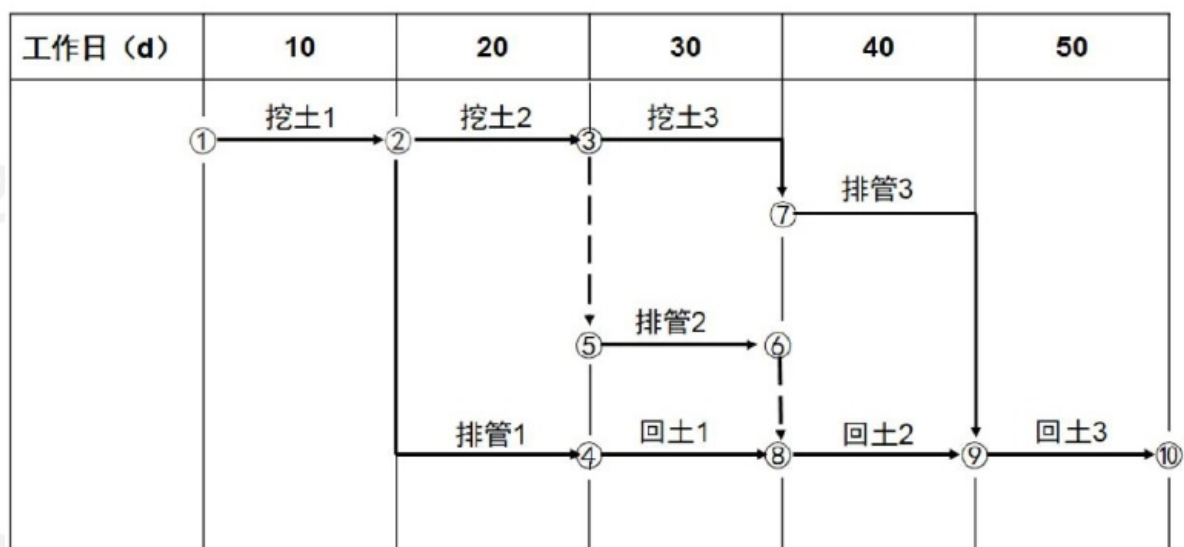 工作日（d） 10 20 30 40 50
挖土1 挖土2 挖土3
① ② ③
排管3
⑦
排管2
⑤ ⑥
排管1 回土1 回土2 回土3
④ ⑧ ⑨ ⑩